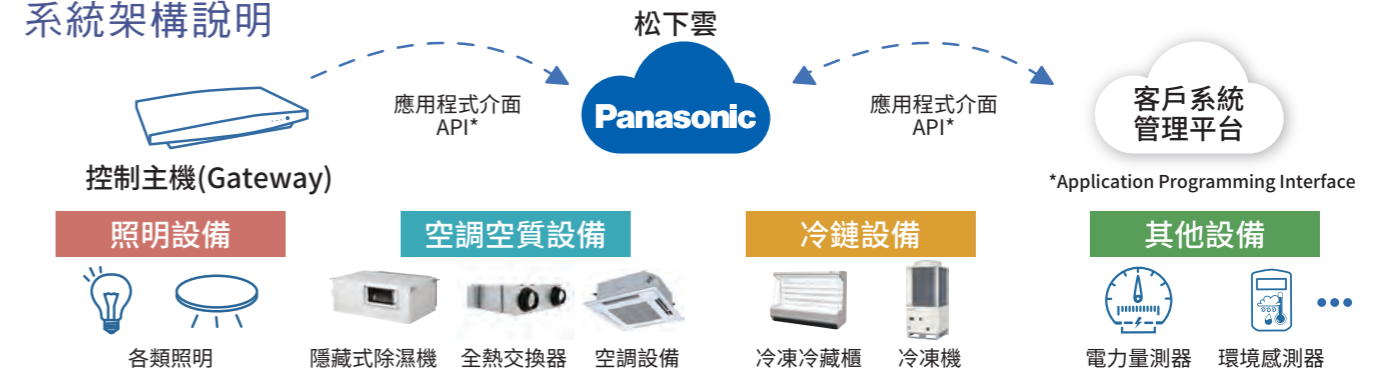 系統架構說明
松下雲
Panasonic
應用程式介面
API*
應用程式介面
API*
客戶系統
管理平台
控制主機(Gateway)
*Application Programming Interface
照明設備
空調空質設備
冷鏈設備
其他設備
各類照明
隱藏式除濕機
全熱交換器
空調設備
冷凍冷藏櫃
冷凍機
電力量測器
環境感測器